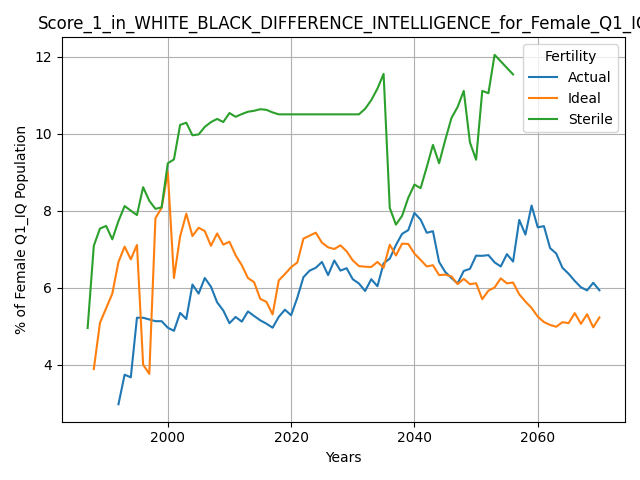 Score_1_in_WHITE_BLACK_DIFFERENCE_INTELLIGENCE_for_Female_Q1_IQ
Fertility
Actual
Ideal
Sterile
% of Female Q1_IQ Population
12
10
8
6
4
2000
2020
2040
2060
Years